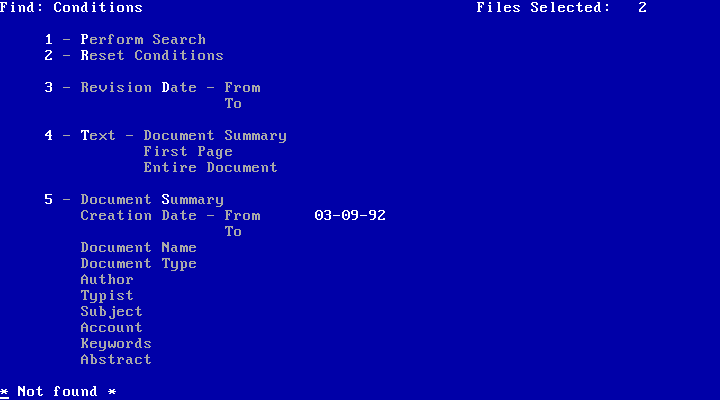 Find: Conditions Files Selected: 2
1 - Perform Search
2 - Reset Conditions
3 - Revision Date - From
To
4 - Text - Document Summary
First Page
Entire Document
5 - Document Summary
Creation Date - From 03-09-92
To
Document Name
Document Type
Author
Typist
Subject
Account
Keywords
Abstract
* Not found *